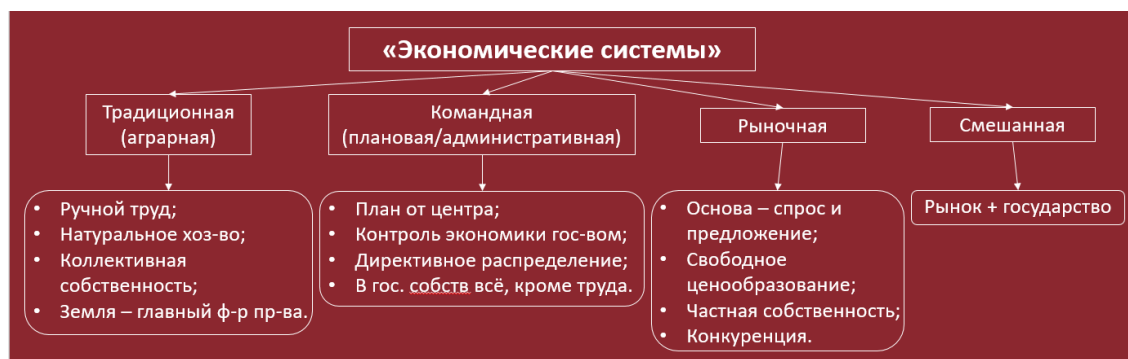 «Экономические системы»
Традиционная
(аграрная)
• Ручной труд;
• Натуральное хоз-во;
• Коллективная
собственность;
• Земля – главный ф-р пр-ва.
Командная
(плановая/административная)
• План от центра;
• Контроль экономики гос-вом;
• Директивное распределение;
• В гос. собств всё, кроме труда.
Рыночная
• Основа – спрос и
предложение;
• Свободное
ценообразование;
• Частная собственность;
• Конкуренция.
Смешанная
Рынок + государство